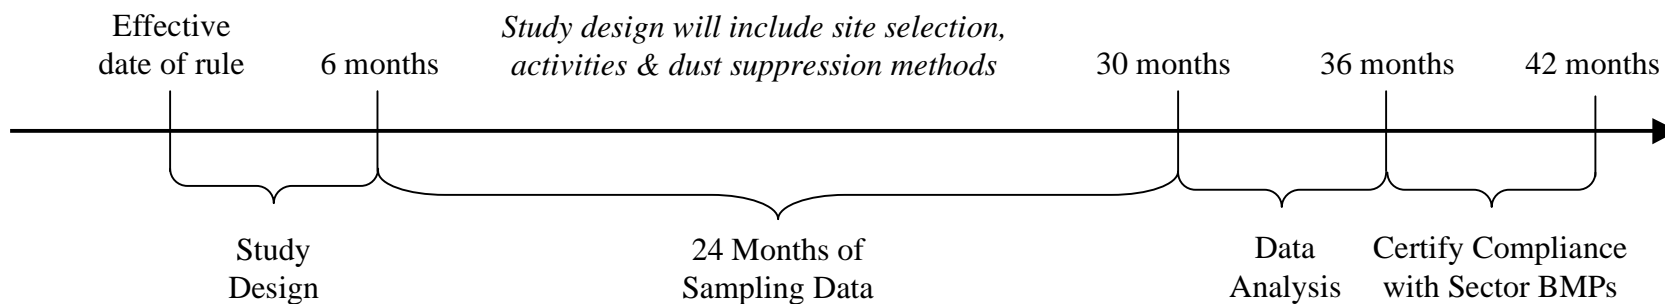 Effective
date of rule
6 months
Study design will include site selection,
activities & dust suppression methods
30 months
36 months
42 months
Study
Design
24 Months of
Sampling Data
Data
Analysis
Certify Compliance
with Sector BMPs